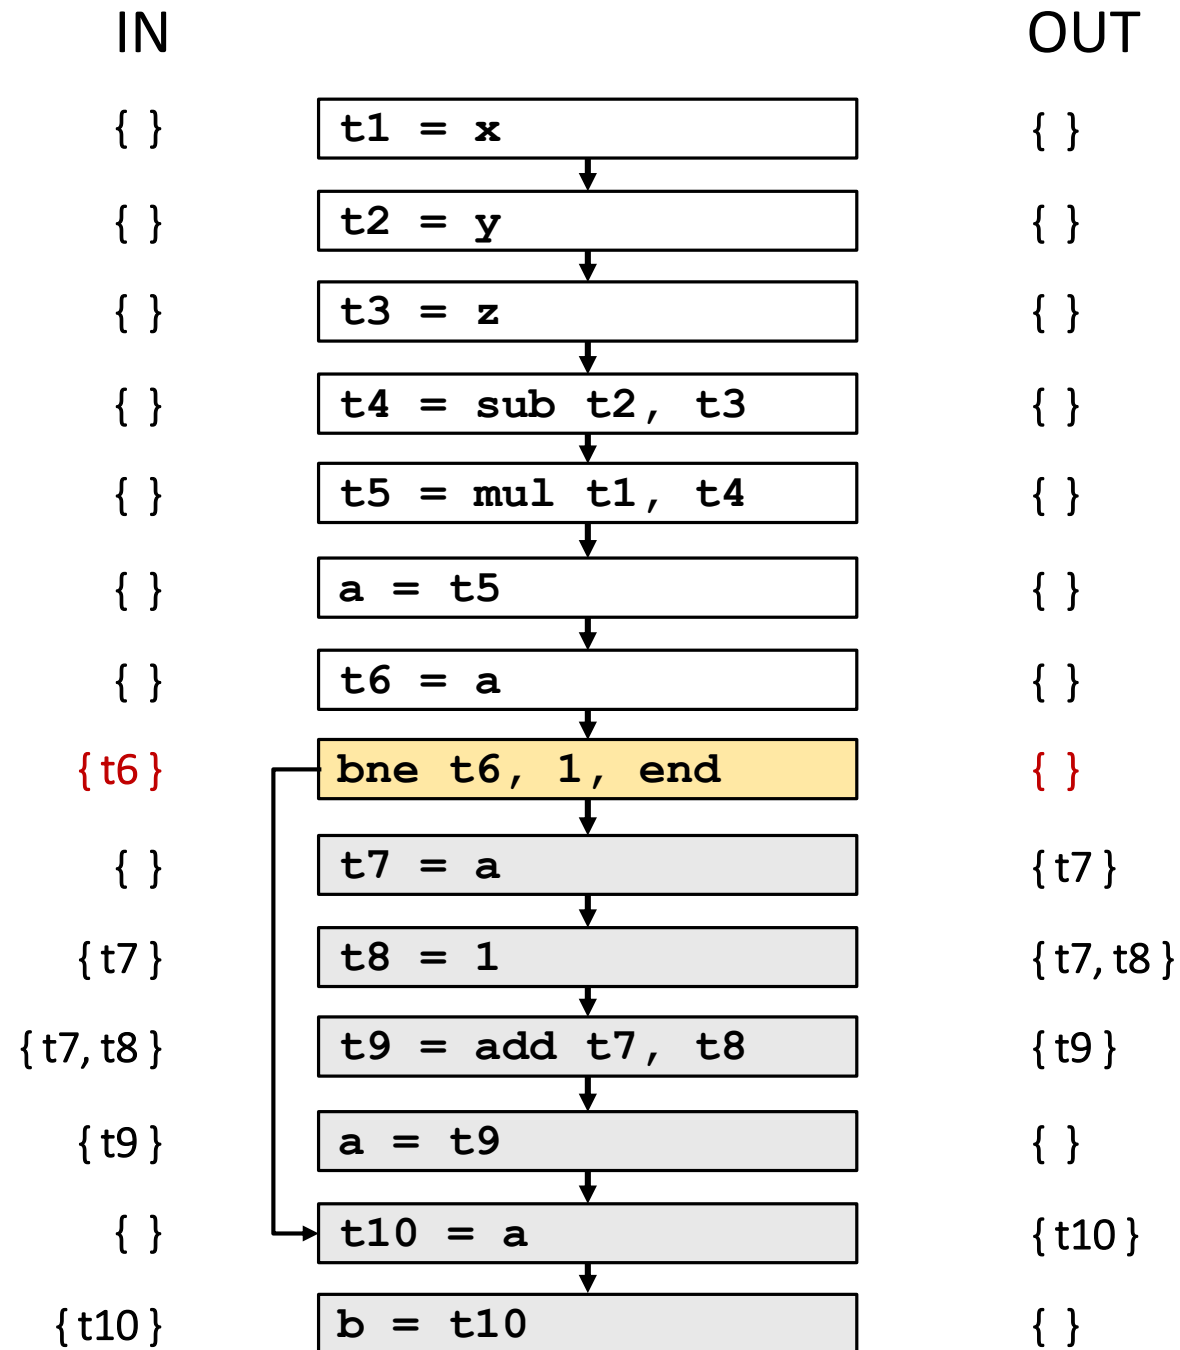 IN OUT
{ } t1 = x { }
{ } t2 = y { }
{ } t3 = z { }
{ } t4 = sub t2, t3 { }
{ } t5 = mul t1, t4 { }
{ } a = t5 { }
{ } t6 = a { }
{ t6 } bne t6, 1, end { }
{ } t7 = a { t7 }
{ t7 } t8 = 1 { t7, t8 }
{ t7, t8 } t9 = add t7, t8 { t9 }
{ t9 } a = t9 { }
{ } t10 = a { t10 }
{ t10 } b = t10 { }